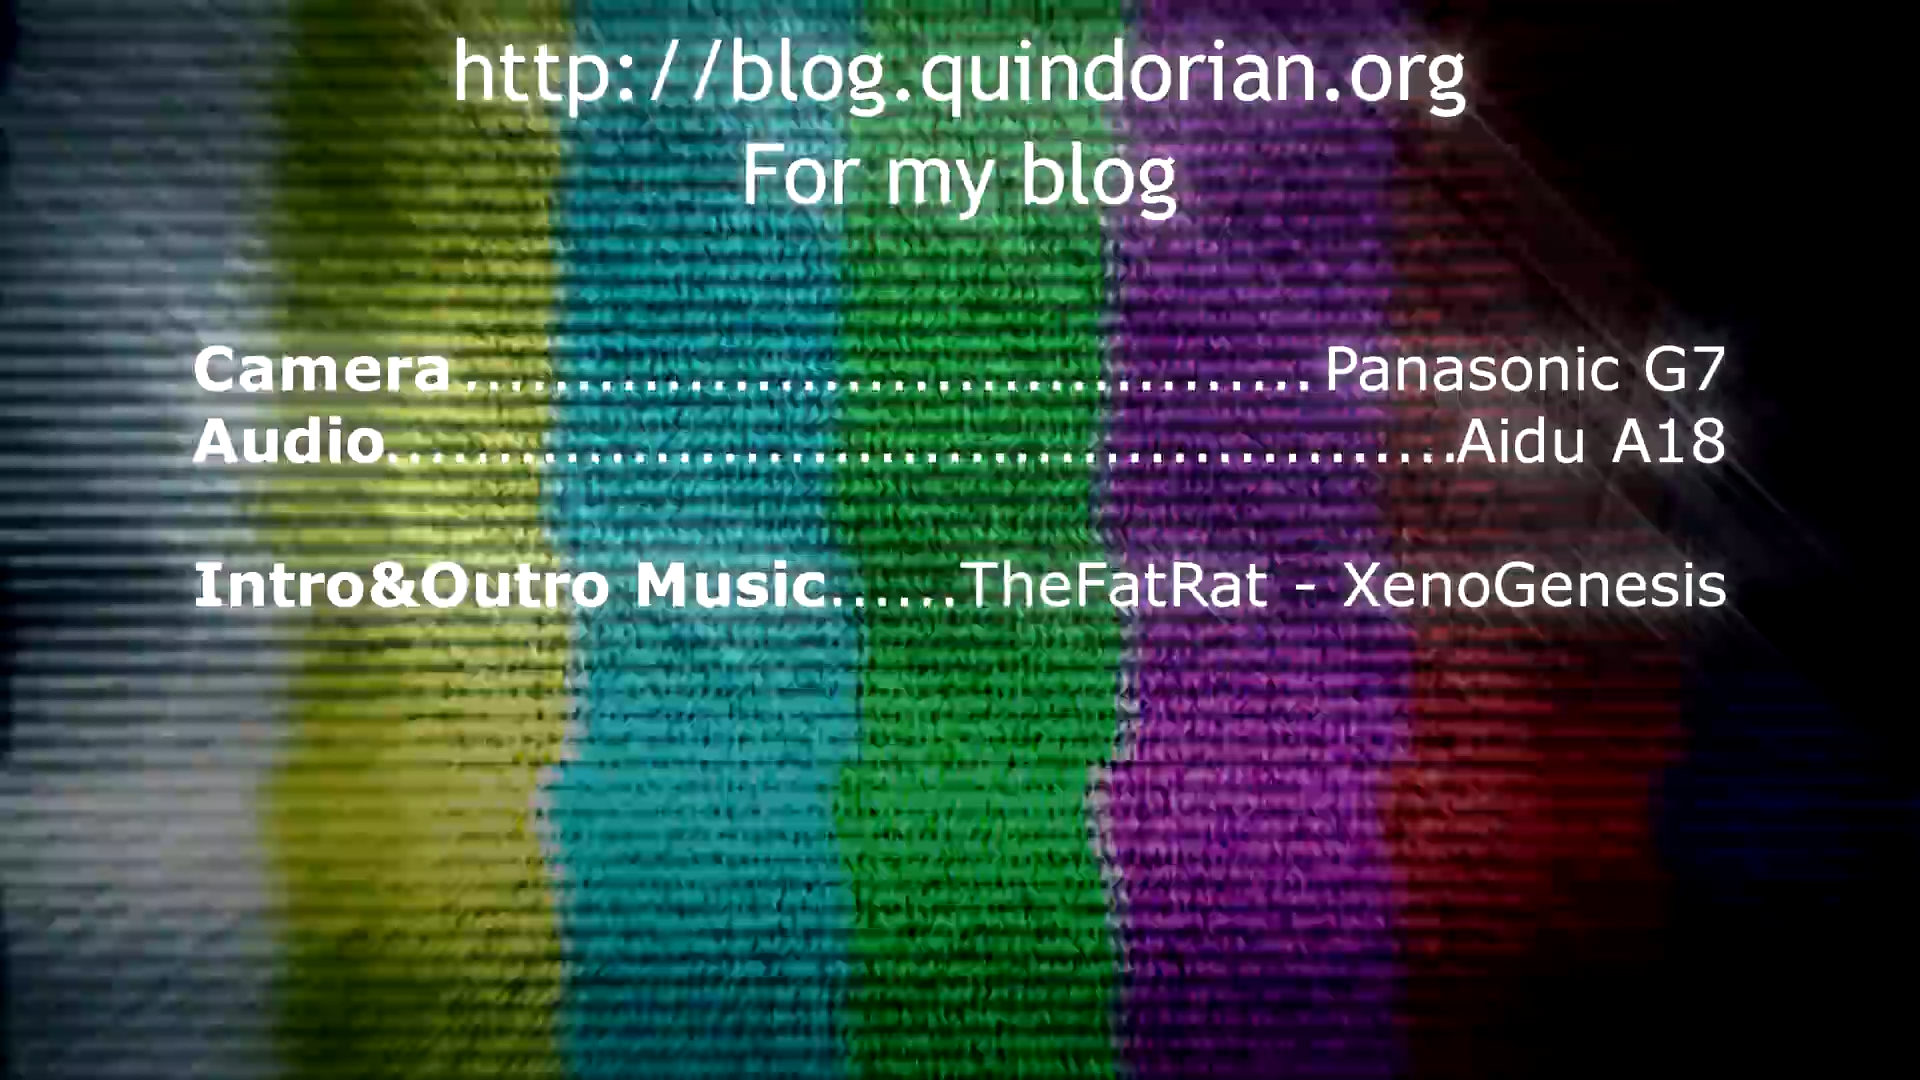 http://blog.quindorian.org
For my blog
Camera......................................Panasonic G7
Audio................................................Aidu A18
Intro&Outro Music......TheFatRat - XenoGenesis